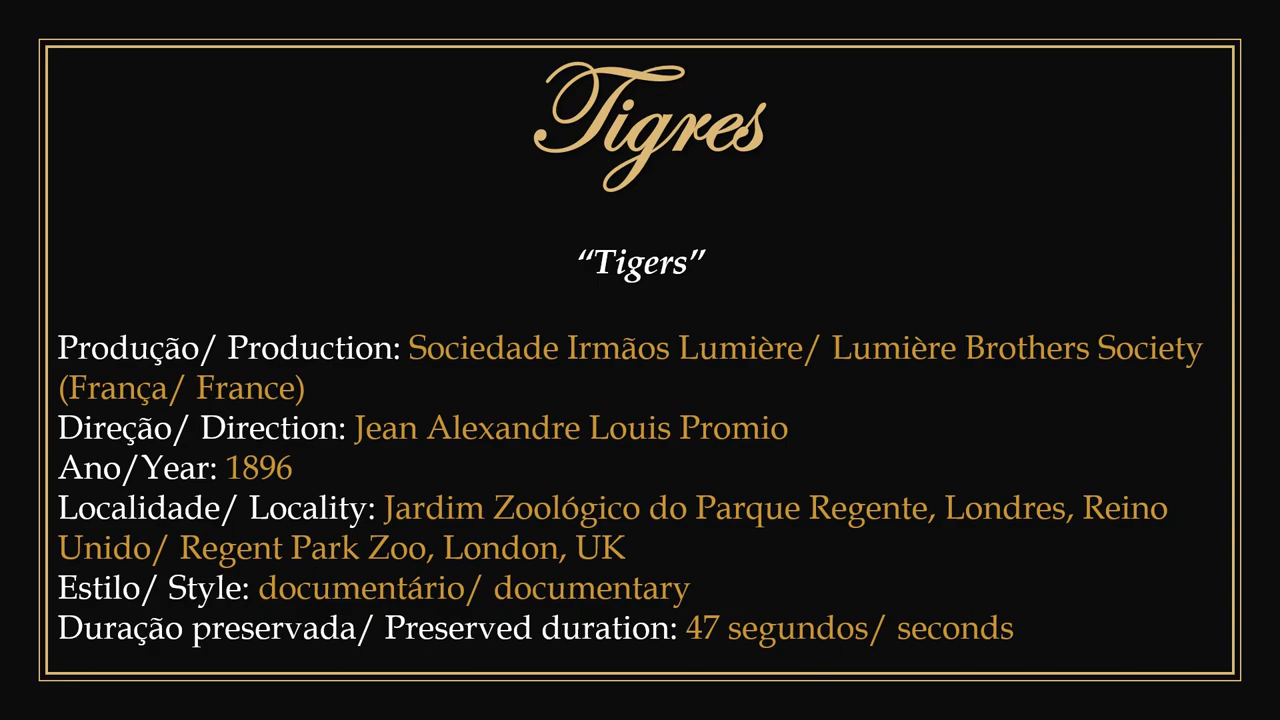 Tigres
“Tigers”
Produção/ Production: Sociedade Irmãos Lumière/ Lumière Brothers Society
(França/ France)
Direção/ Direction: Jean Alexandre Louis Promio
Ano/Year: 1896
Localidade/ Locality: Jardim Zoológico do Parque Regente, Londres, Reino
Unido/ Regent Park Zoo, London, UK
Estilo/ Style: documentário/ documentary
Duração preservada/ Preserved duration: 47 segundos/ seconds